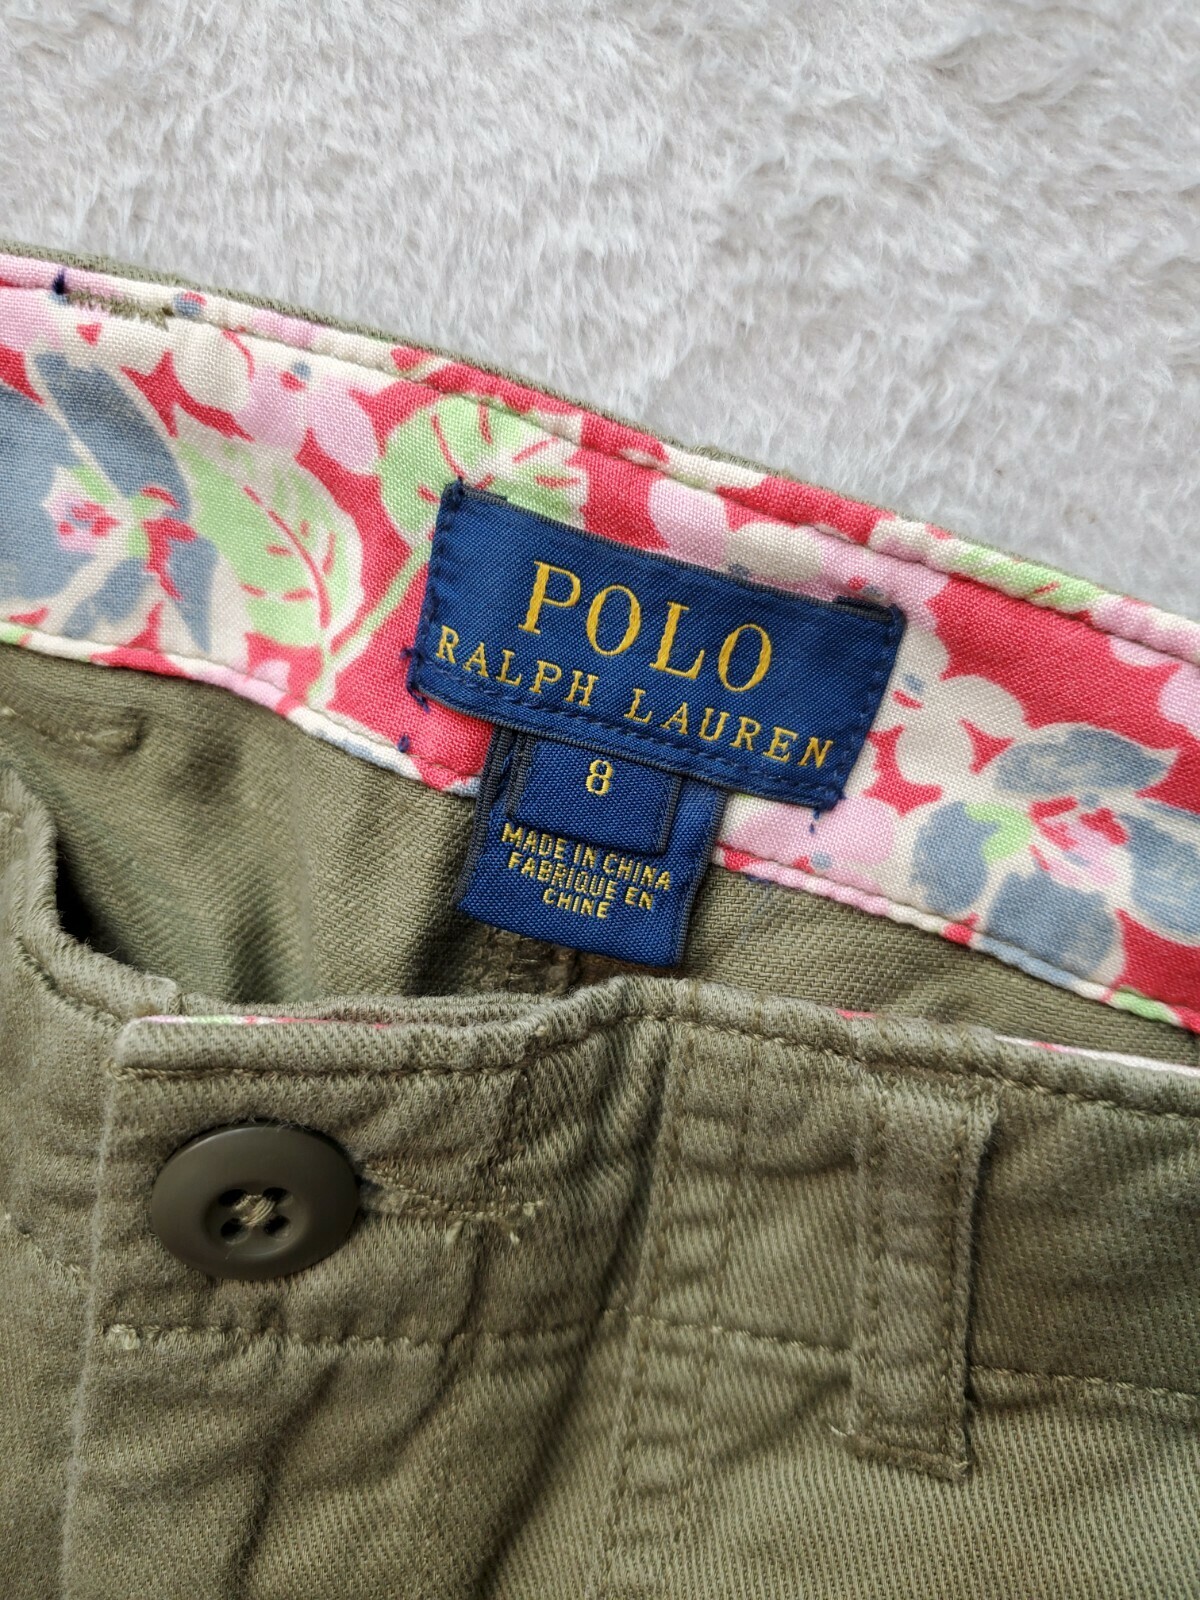 POLO
RALPH LAUREN
8
MADE IN CHINA
FABRIQUE EN
CHINE